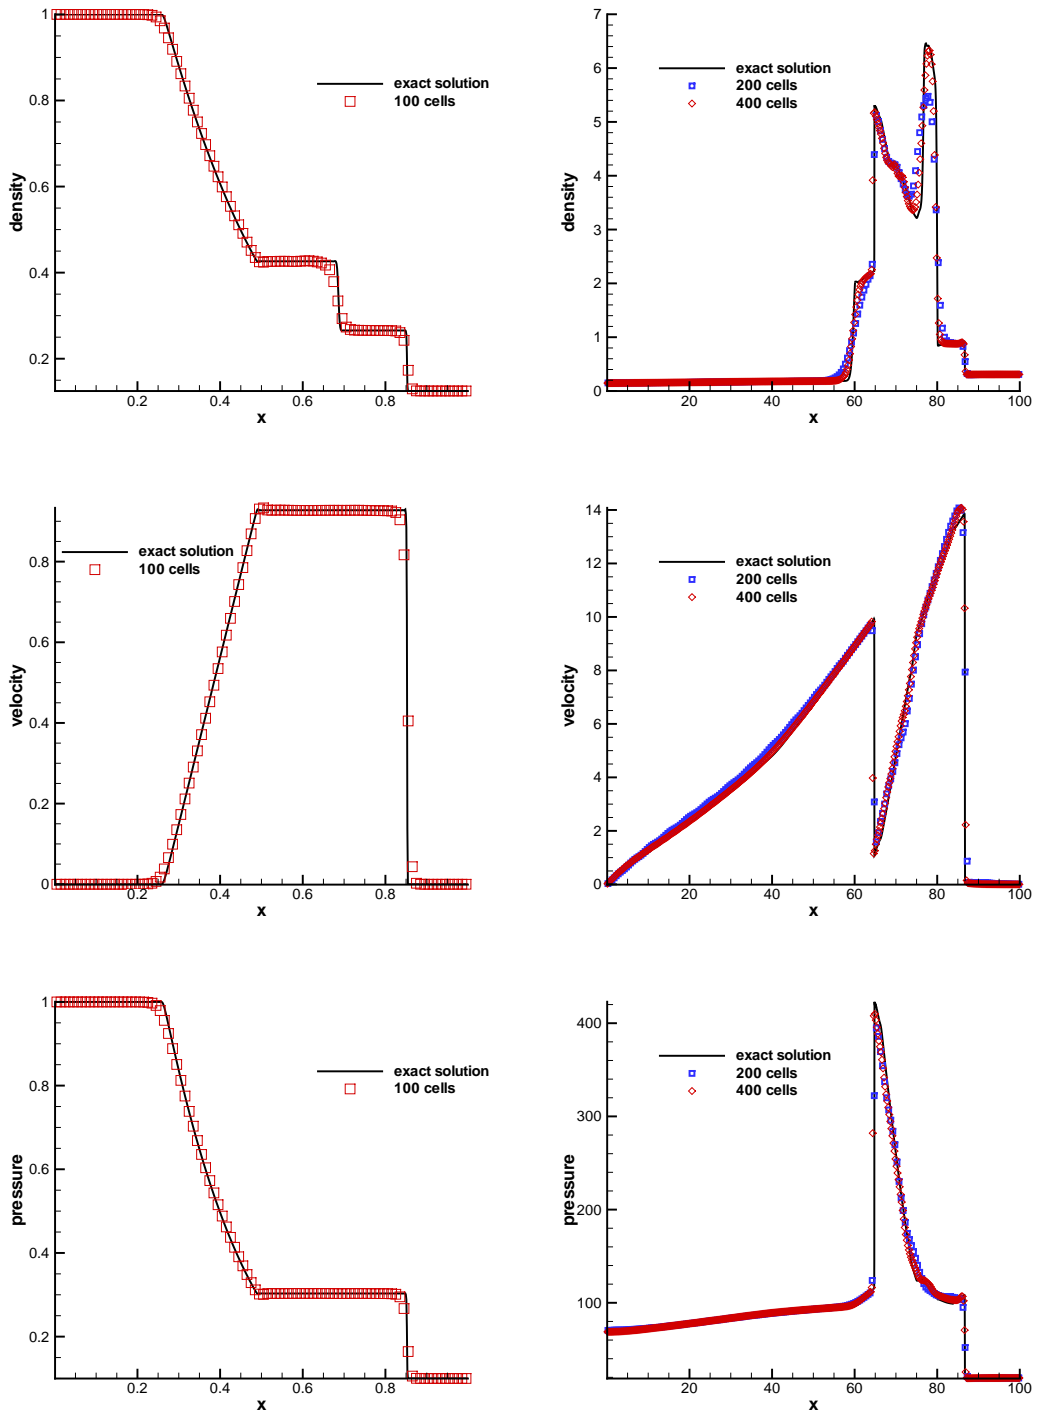 1
0.8
0.6
0.4
0.2
density
0.2 0.4 0.6 0.8
x
exact solution
100 cells
7
6
5
4
3
2
1
0
density
20 40 60 80 100
x
exact solution
200 cells
400 cells
0.8
0.6
0.4
0.2
0
velocity
0.2 0.4 0.6 0.8
x
exact solution
100 cells
14
12
10
8
6
4
2
0
velocity
20 40 60 80 100
x
exact solution
200 cells
400 cells
1
0.8
0.6
0.4
0.2
pressure
0.2 0.4 0.6 0.8
x
exact solution
100 cells
400
300
200
100
pressure
20 40 60 80 100
x
exact solution
200 cells
400 cells